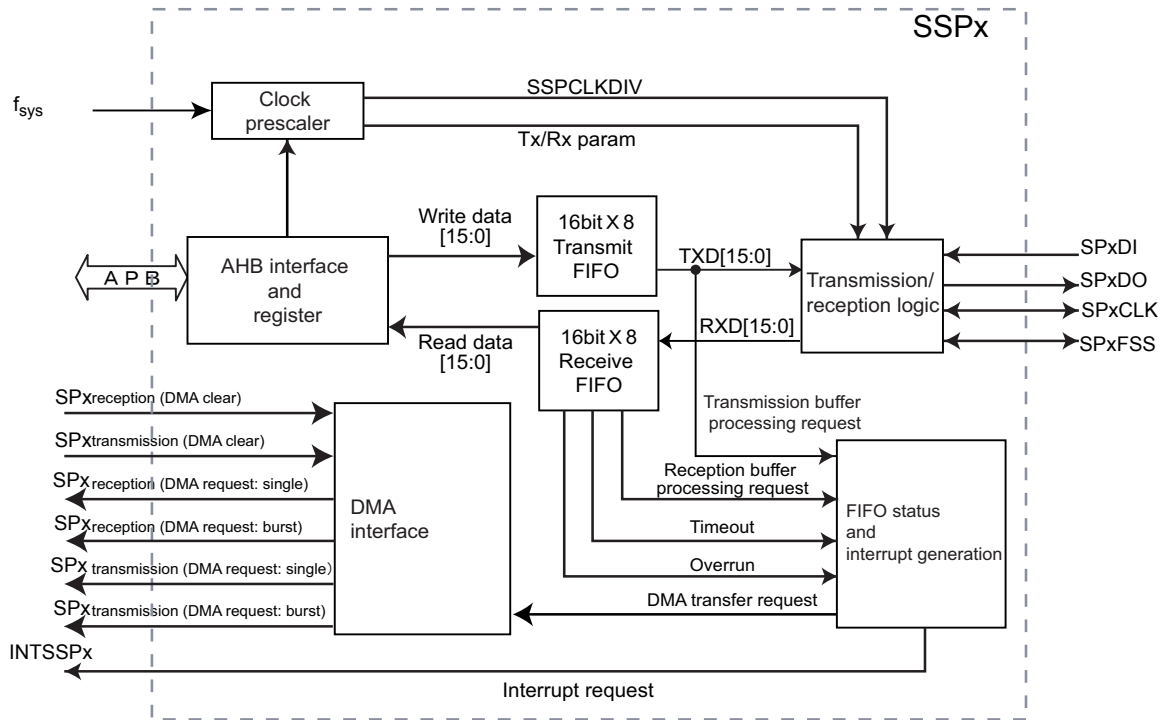 SSPx
fsys
Clock
prescaler
SSPCLKDIV
Tx/Rx param
Write data
[15:0]
16bit X 8
Transmit
FIFO
TXD[15:0]
A P B
AHB interface
and
register
Transmission/
reception logic
SPxDI
SPxDO
SPxCLK
SPxFSS
Read data
[15:0]
16bit X 8
Receive
FIFO
RXD[15:0]
SPxreception (DMA clear)
SPxtransmission (DMA clear)
SPx reception (DMA request: single)
SPxreception (DMA request: burst)
SPx transmission (DMA request: single)
SPxtransmission (DMA request: burst)
DMA
interface
Transmission buffer
processing request
Reception buffer
processing request
Timeout
Overrun
DMA transfer request
FIFO status
and
interrupt generation
INTSSPx
Interrupt request